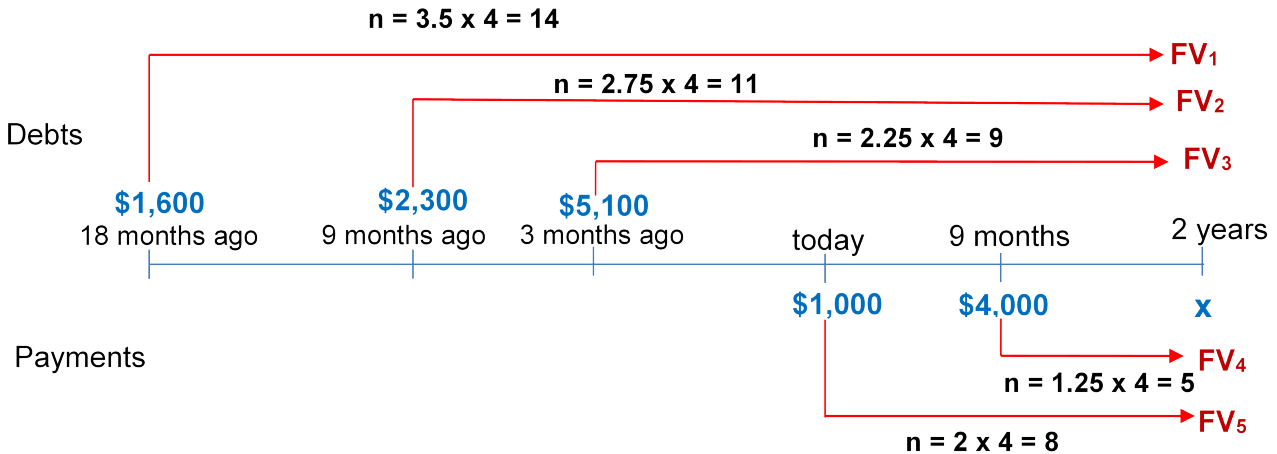 n = 3.5 x 4 = 14
FV₁
n = 2.75 x 4 = 11
FV₂
Debts
n = 2.25 x 4 = 9
FV₃
$1,600
$2,300
$5,100
18 months ago
9 months ago
3 months ago
today
9 months
2 years
$1,000
$4,000
x
Payments
FV₄
n = 1.25 x 4 = 5
FV₅
n = 2 x 4 = 8